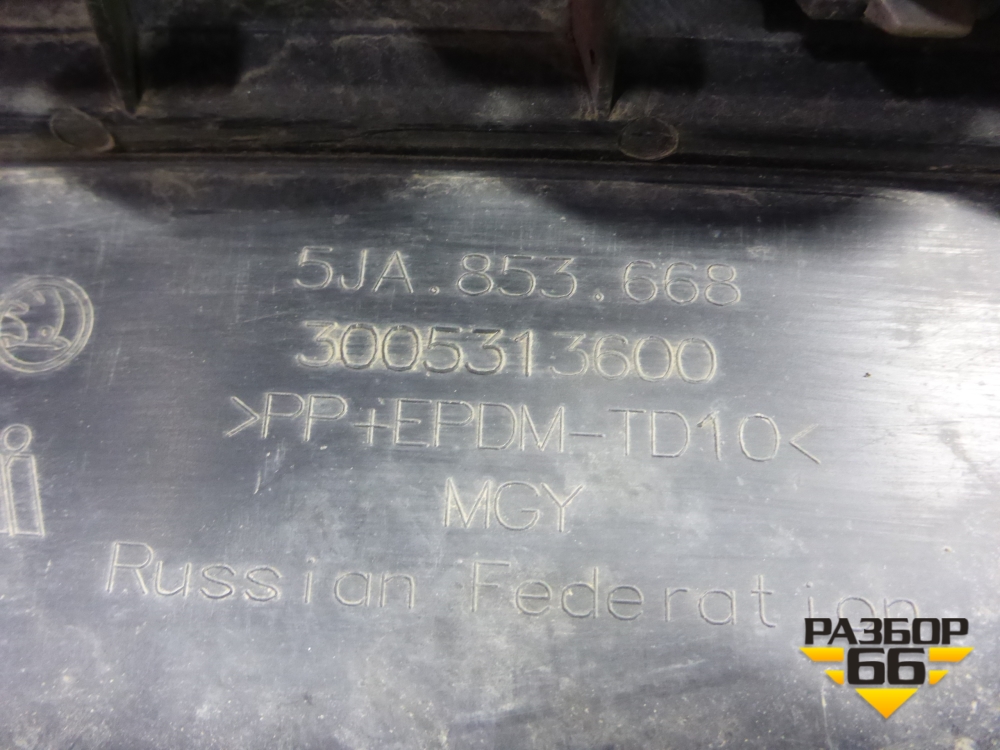 5JA.853.668
3005313600
>PP+EPDM-TD10<
MGY
Russian Federation
РАЗБОР
66